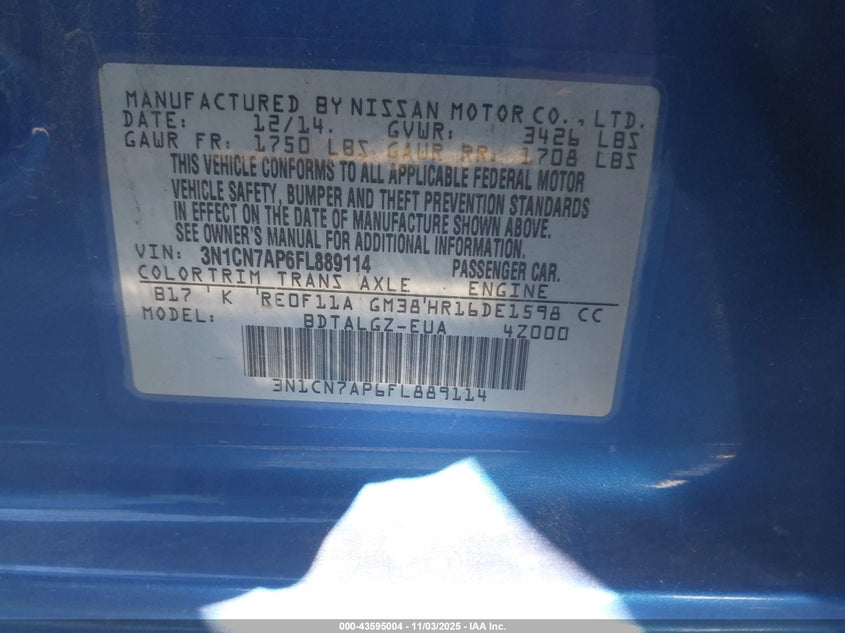 MANUFACTURED BY NISSAN MOTOR CO., LTD.
DATE: 12/14. GVWR: 3426 LBS
GAWR FR: 1750 LBS GAWR RR: 1708 LBS
THIS VEHICLE CONFORMS TO ALL APPLICABLE FEDERAL MOTOR
VEHICLE SAFETY, BUMPER AND THEFT PREVENTION STANDARDS
IN EFFECT ON THE DATE OF MANUFACTURE SHOWN ABOVE.
SEE OWNER'S MANUAL FOR ADDITIONAL INFORMATION.
VIN: 3N1CN7AP6FL889114 PASSENGER CAR.
COLORTRIM TRANS AXLE ENGINE
B17 'K 'RE0F11A GM38'HR16DE1598 CC
MODEL: BDTALGZ-EUA 4Z000
3N1CN7AP6FL889114
000-43595004 - 11/03/2025 - IAA Inc.